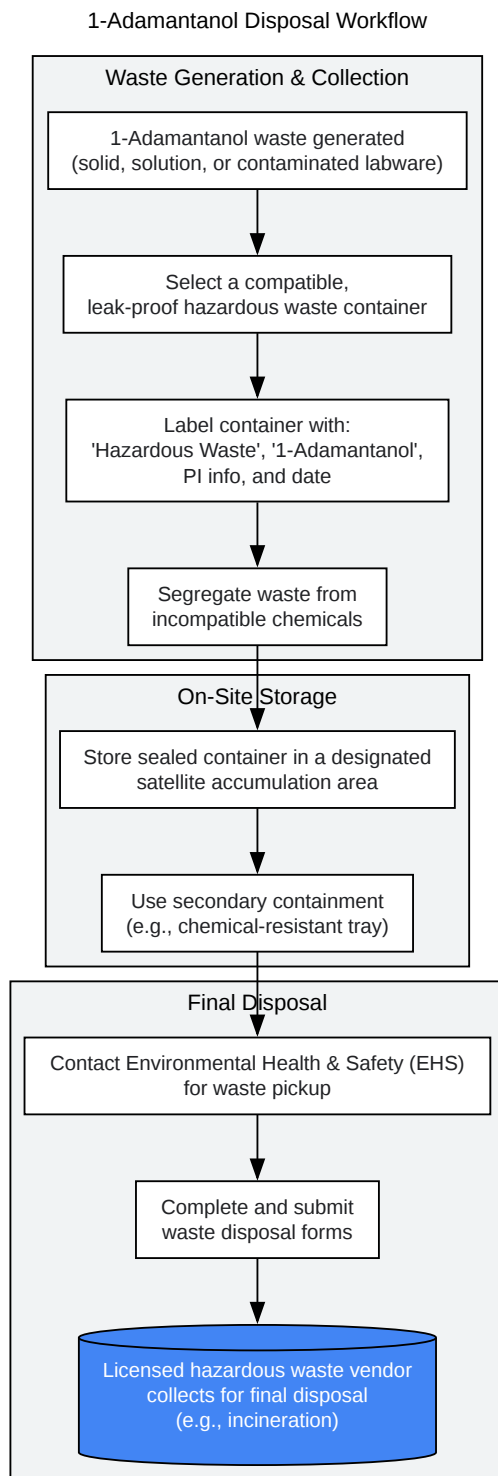 1-Adamantanol Disposal Workflow
Waste Generation & Collection
1-Adamantanol waste generated
(solid, solution, or contaminated labware)
Select a compatible,
leak-proof hazardous waste container
Label container with:
'Hazardous Waste', '1-Adamantanol',
PI info, and date
Segregate waste from
incompatible chemicals
On-Site Storage
Store sealed container in a designated
satellite accumulation area
Use secondary containment
(e.g., chemical-resistant tray)
Final Disposal
Contact Environmental Health & Safety (EHS)
for waste pickup
Complete and submit
waste disposal forms
Licensed hazardous waste vendor
collects for final disposal
(e.g., incineration)